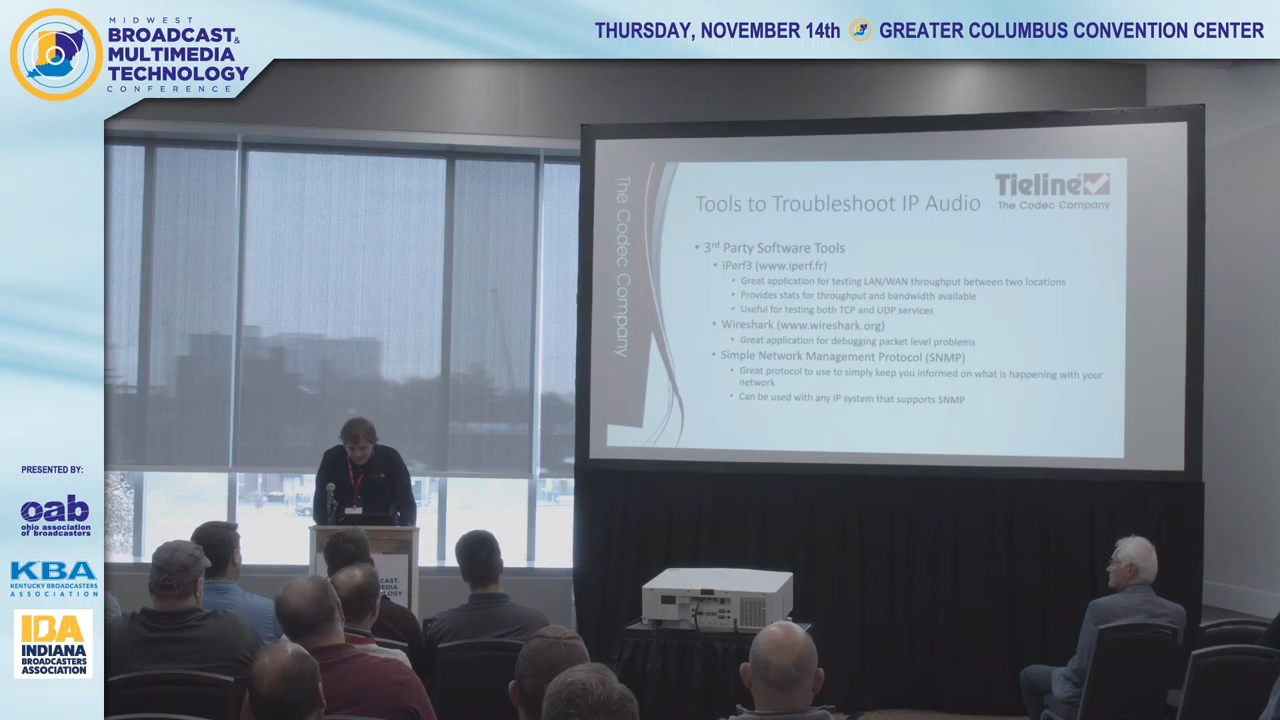 MIDWEST
BROADCAST &
MULTIMEDIA
TECHNOLOGY
CONFERENCE
THURSDAY, NOVEMBER 14th GREATER COLUMBUS CONVENTION CENTER
The Codec Company
Tools to Troubleshoot IP Audio
Tieline
The Codec Company
• 3rd Party Software Tools
• iPerf3 (www.iperf.fr)
• Great application for testing LAN/WAN throughput between two locations
• Provides stats for throughput and bandwidth available
• Useful for testing both TCP and UDP services
• Wireshark (www.wireshark.org)
• Great application for debugging packet level problems
• Simple Network Management Protocol (SNMP)
• Great protocol to use to simply keep you informed on what is happening with your
network
• Can be used with any IP system that supports SNMP
PRESENTED BY:
oab
ohio association
of broadcasters
KBA
KENTUCKY BROADCASTERS
ASSOCIATION
IBA
INDIANA
BROADCASTERS
ASSOCIATION
CAST
MEDIA
OLOGY